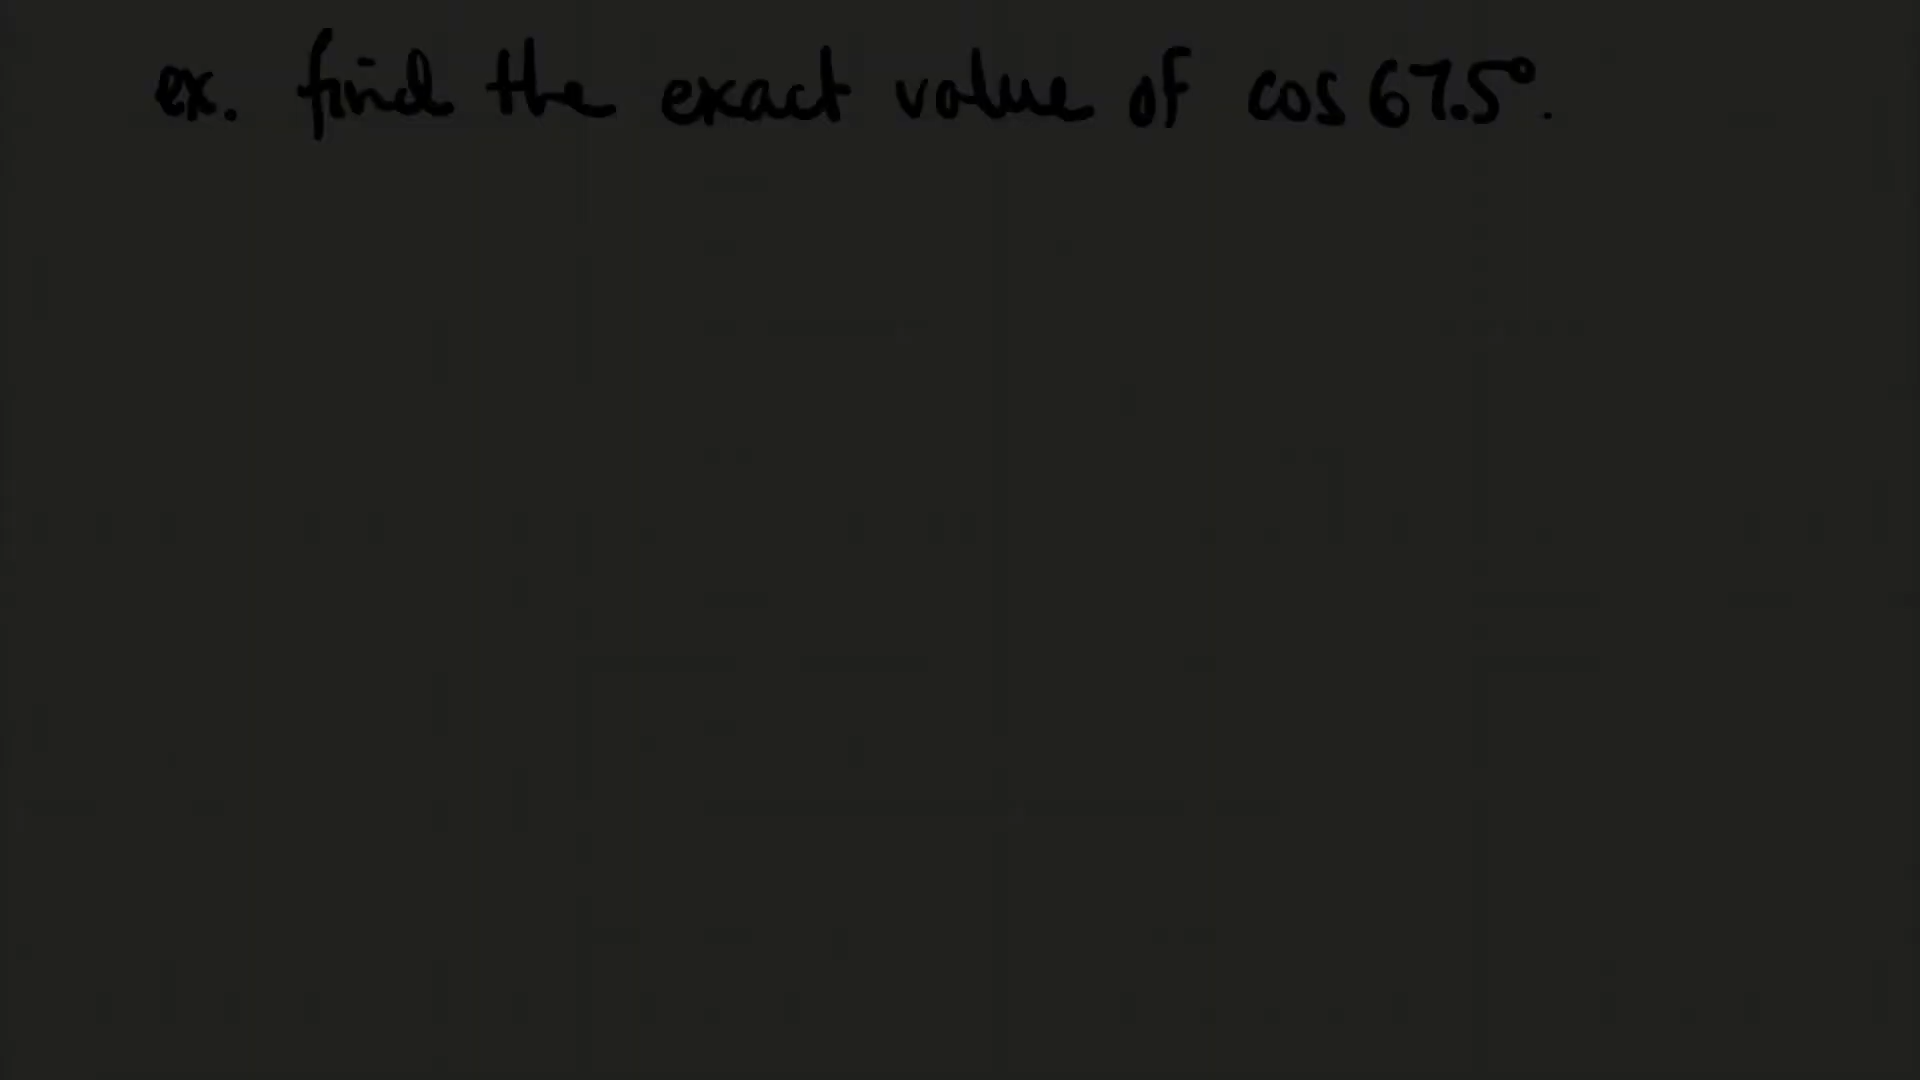 ex. find the exact value of cos 67.5°.